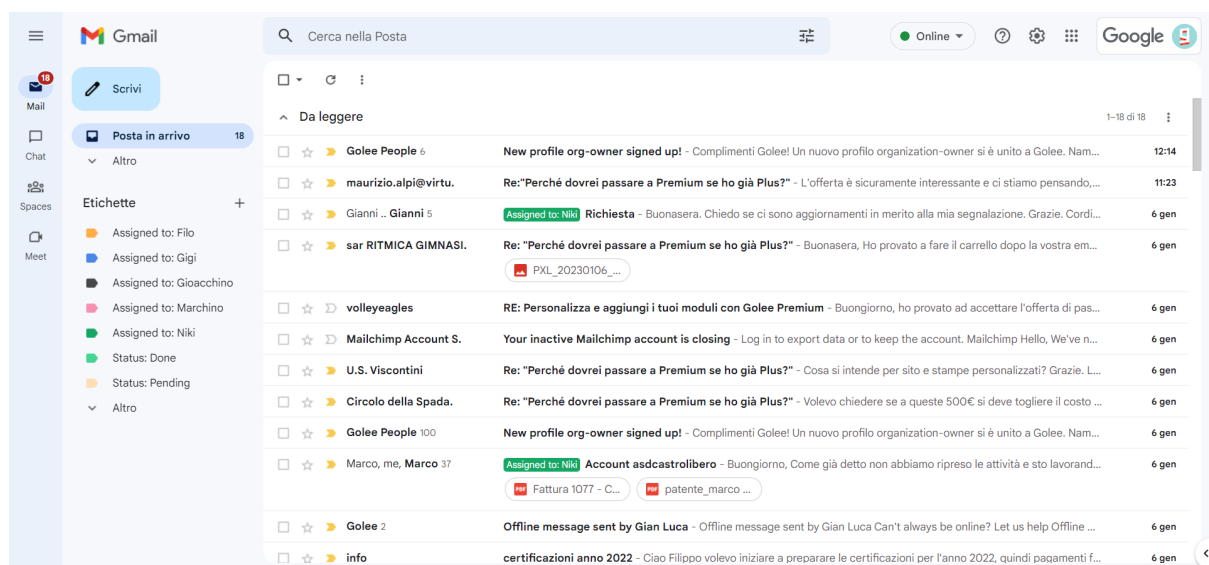 Gmail
Cerca nella Posta
Online
Google
18
Mail
Chat
Spaces
Meet
Scrivi
Posta in arrivo 18
Altro
Etichette +
Assigned to: Filo
Assigned to: Gigi
Assigned to: Gioacchino
Assigned to: Marchino
Assigned to: Niki
Status: Done
Status: Pending
Altro
Da leggere 1–18 di 18
Golee People 6 New profile org-owner signed up! - Complimenti Golee! Un nuovo profilo organization-owner si è unito a Golee. Nam... 12:14
maurizio.alpi@virtu. Re:"Perché dovrei passare a Premium se ho già Plus?" - L'offerta è sicuramente interessante e ci stiamo pensando,... 11:23
Gianni .. Gianni 5 Assigned to: Niki Richiesta - Buonasera. Chiedo se ci sono aggiornamenti in merito alla mia segnalazione. Grazie. Cordi... 6 gen
sar RITMICA GIMNASI. Re: "Perché dovrei passare a Premium se ho già Plus?" - Buonasera, Ho provato a fare il carrello dopo la vostra em... 6 gen
PXL_20230106_...
volleyeagles RE: Personalizza e aggiungi i tuoi moduli con Golee Premium - Buongiorno, ho provato ad accettare l'offerta di pas... 6 gen
Mailchimp Account S. Your inactive Mailchimp account is closing - Log in to export data or to keep the account. Mailchimp Hello, We've n... 6 gen
U.S. Viscontini Re: "Perché dovrei passare a Premium se ho già Plus?" - Cosa si intende per sito e stampe personalizzati? Grazie. L... 6 gen
Circolo della Spada. Re: "Perché dovrei passare a Premium se ho già Plus?" - Volevo chiedere se a queste 500€ si deve togliere il costo ... 6 gen
Golee People 100 New profile org-owner signed up! - Complimenti Golee! Un nuovo profilo organization-owner si è unito a Golee. Nam... 6 gen
Marco, me, Marco 37 Assigned to: Niki Account asdcastrolibero - Buongiorno, Come già detto non abbiamo ripreso le attività e sto lavorand... 6 gen
PDF Fattura 1077 - C... PDF patente_marco ...
Golee 2 Offline message sent by Gian Luca - Offline message sent by Gian Luca Can't always be online? Let us help Offline ... 6 gen
info certificazioni anno 2022 - Ciao Filippo volevo iniziare a preparare le certificazioni per l'anno 2022, quindi pagamenti f... 6 gen